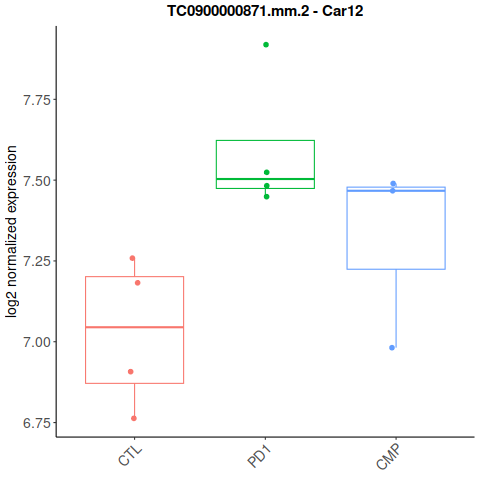 TC0900000871.mm.2 - Car12
log2 normalized expression
7.75
7.50
7.25
7.00
6.75
CTL
PD1
CMP